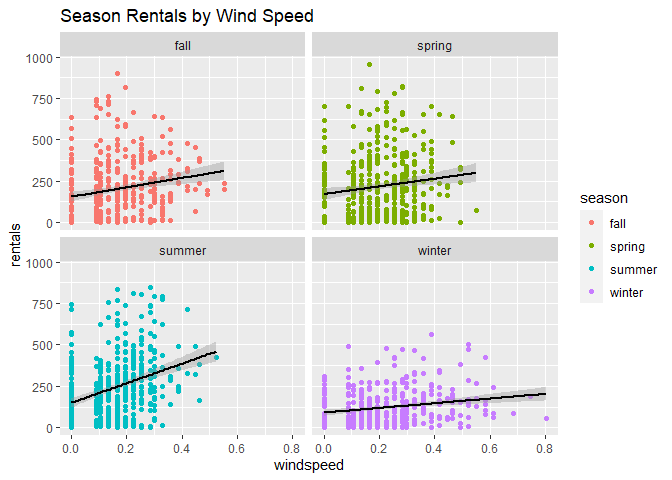 Season Rentals by Wind Speed
fall
spring
1000
750
500
250
0
summer
winter
1000
750
500
250
0
0.0 0.2 0.4 0.6 0.8
0.0 0.2 0.4 0.6 0.8
windspeed
rentals
season
fall
spring
summer
winter